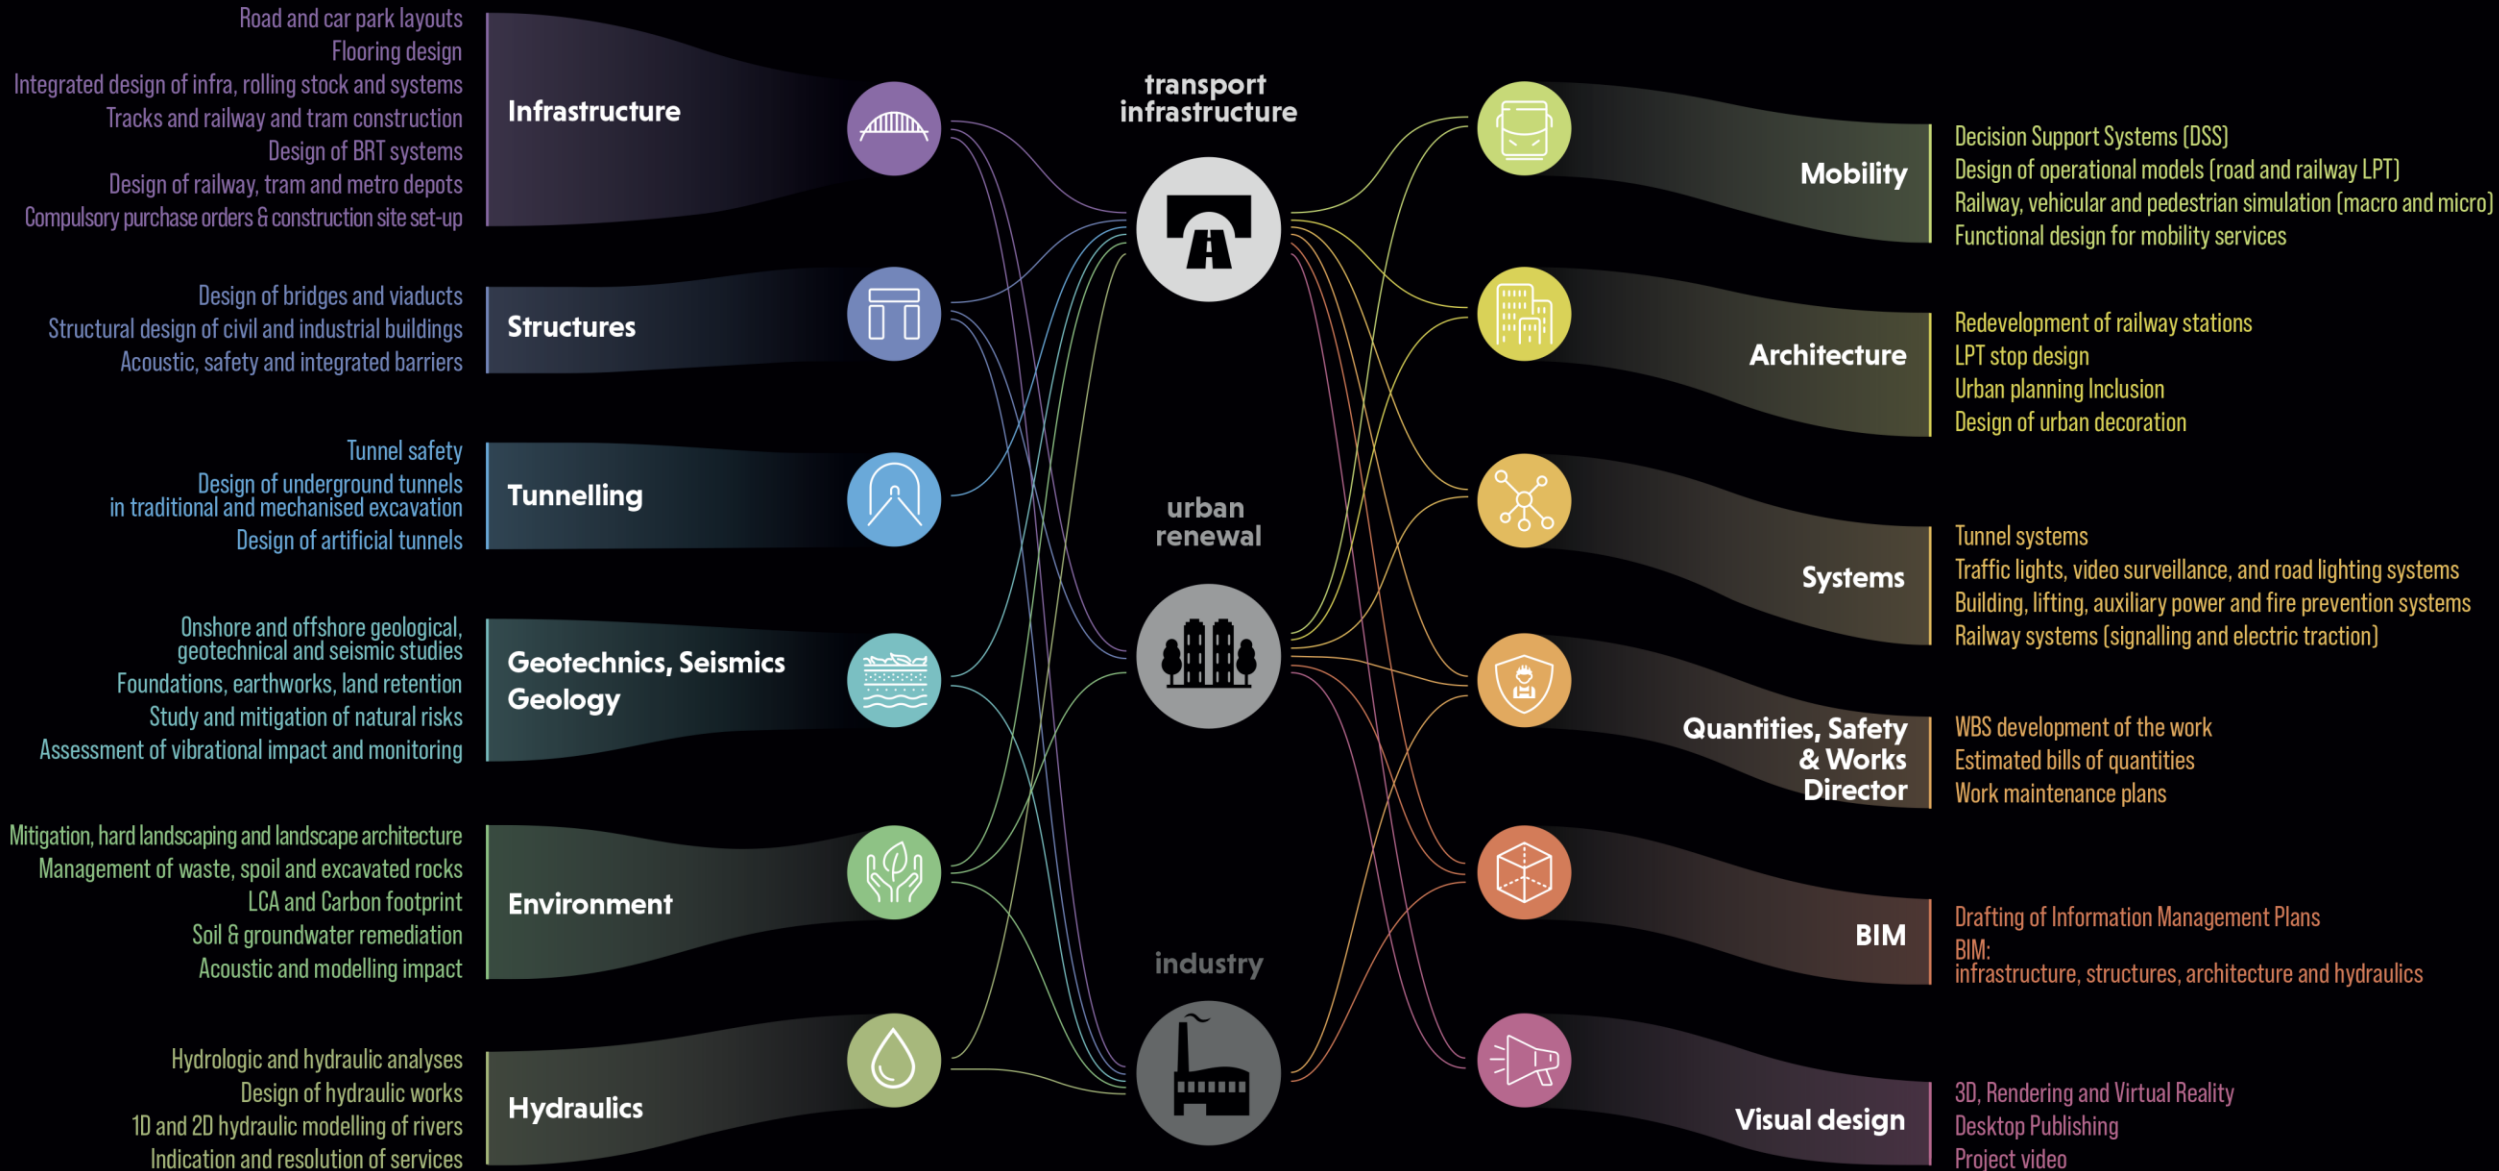 Road and car park layouts
Flooring design
Integrated design of infra, rolling stock and systems
Tracks and railway and tram construction
Design of BRT systems
Design of railway, tram and metro depots
Compulsory purchase orders & construction site set-up
Infrastructure
Design of bridges and viaducts
Structural design of civil and industrial buildings
Acoustic, safety and integrated barriers
Structures
Tunnel safety
Design of underground tunnels
in traditional and mechanised excavation
Design of artificial tunnels
Tunnelling
Onshore and offshore geological,
geotechnical and seismic studies
Foundations, earthworks, land retention
Study and mitigation of natural risks
Assessment of vibrational impact and monitoring
Geotechnics, Seismics
Geology
Mitigation, hard landscaping and landscape architecture
Management of waste, spoil and excavated rocks
LCA and Carbon footprint
Soil & groundwater remediation
Acoustic and modelling impact
Environment
Hydrologic and hydraulic analyses
Design of hydraulic works
1D and 2D hydraulic modelling of rivers
Indication and resolution of services
Hydraulics
transport
infrastructure
urban
renewal
industry
Mobility
Decision Support Systems (DSS)
Design of operational models (road and railway LPT)
Railway, vehicular and pedestrian simulation (macro and micro)
Functional design for mobility services
Architecture
Redevelopment of railway stations
LPT stop design
Urban planning Inclusion
Design of urban decoration
Systems
Tunnel systems
Traffic lights, video surveillance, and road lighting systems
Building, lifting, auxiliary power and fire prevention systems
Railway systems (signalling and electric traction)
Quantities, Safety
& Works
Director
WBS development of the work
Estimated bills of quantities
Work maintenance plans
BIM
Drafting of Information Management Plans
BIM:
infrastructure, structures, architecture and hydraulics
Visual design
3D, Rendering and Virtual Reality
Desktop Publishing
Project video